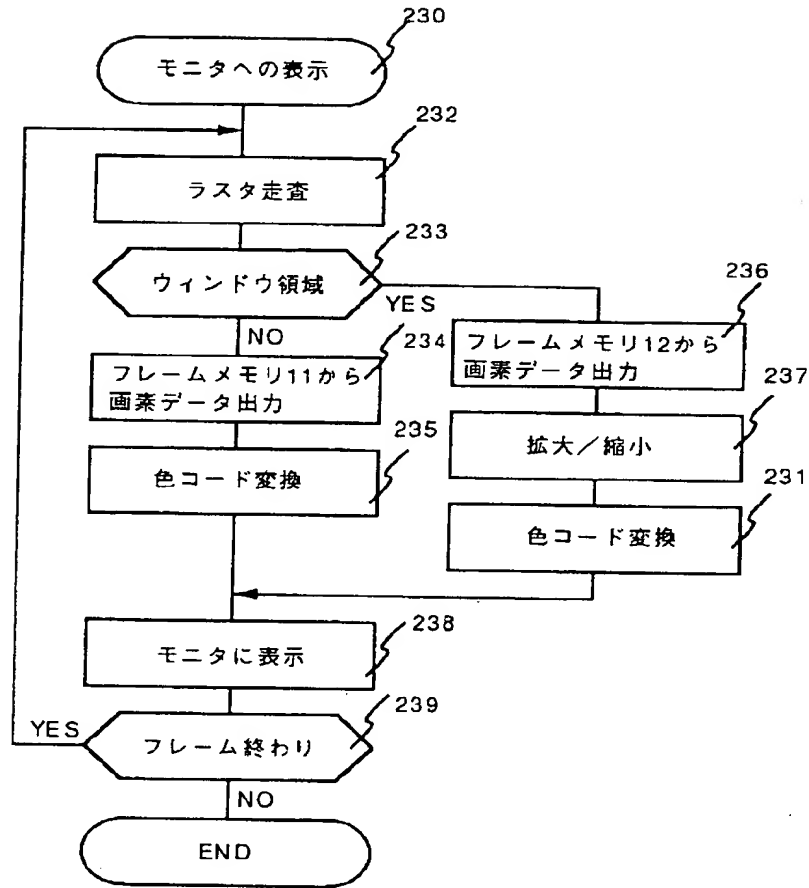 230
モニタへの表示
232
ラスタ走査
233
ウィンドウ領域
YES
NO
234
フレームメモリ11から
画素データ出力
235
色コード変換
236
フレームメモリ12から
画素データ出力
237
拡大/縮小
231
色コード変換
238
モニタに表示
239
フレーム終わり
YES
NO
END